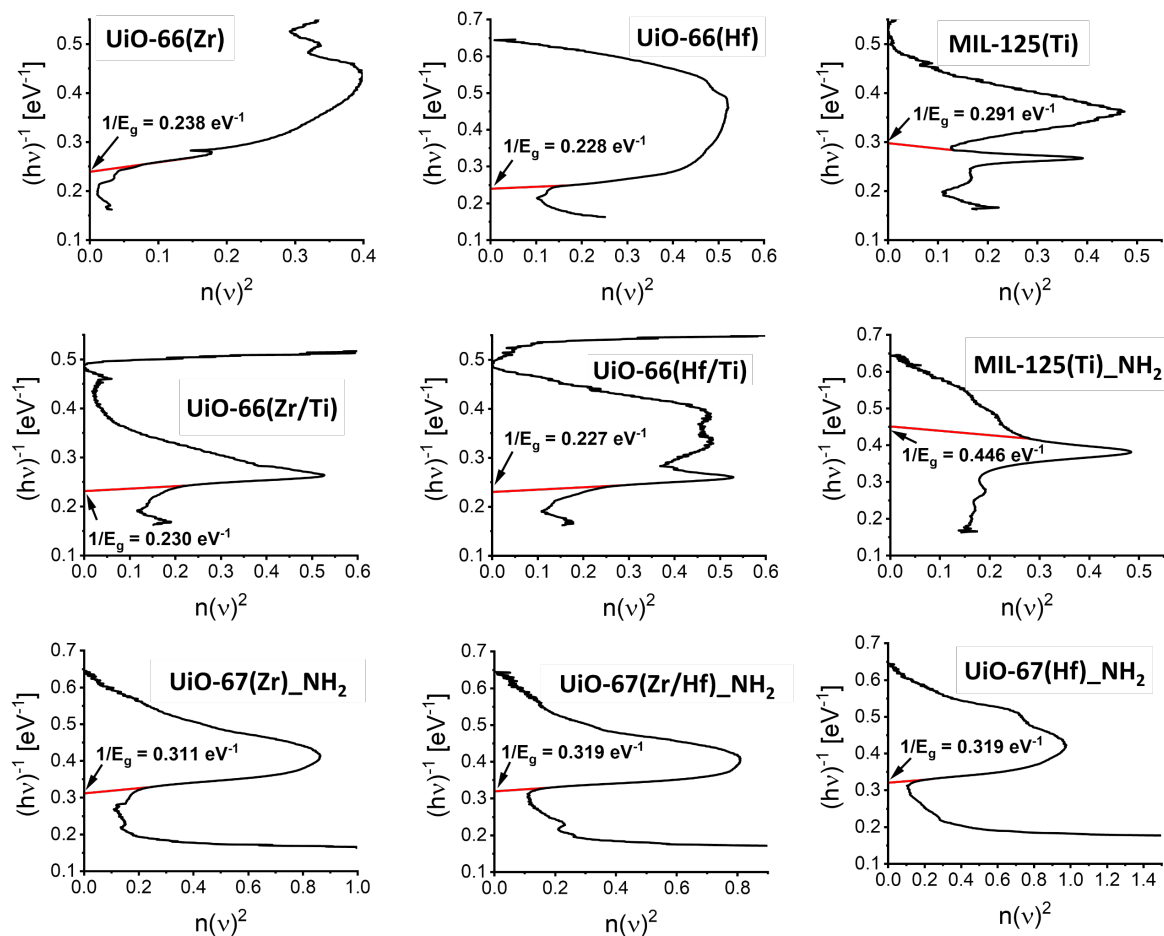 UiO-66(Zr)
(hν)⁻¹ [eV⁻¹]
0.5
0.4
0.3
0.2
0.1
1/E_g = 0.238 eV⁻¹
0.0 0.1 0.2 0.3 0.4
n(ν)²
UiO-66(Hf)
(hν)⁻¹ [eV⁻¹]
0.7
0.6
0.5
0.4
0.3
0.2
0.1
1/E_g = 0.228 eV⁻¹
0.0 0.1 0.2 0.3 0.4 0.5 0.6
n(ν)²
MIL-125(Ti)
(hν)⁻¹ [eV⁻¹]
0.5
0.4
0.3
0.2
0.1
1/E_g = 0.291 eV⁻¹
0.0 0.1 0.2 0.3 0.4 0.5
n(ν)²
UiO-66(Zr/Ti)
(hν)⁻¹ [eV⁻¹]
0.5
0.4
0.3
0.2
0.1
1/E_g = 0.230 eV⁻¹
0.0 0.1 0.2 0.3 0.4 0.5 0.6
n(ν)²
UiO-66(Hf/Ti)
(hν)⁻¹ [eV⁻¹]
0.5
0.4
0.3
0.2
0.1
1/E_g = 0.227 eV⁻¹
0.0 0.1 0.2 0.3 0.4 0.5 0.6
n(ν)²
MIL-125(Ti)_NH₂
(hν)⁻¹ [eV⁻¹]
0.7
0.6
0.5
0.4
0.3
0.2
0.1
1/E_g = 0.446 eV⁻¹
0.0 0.1 0.2 0.3 0.4 0.5
n(ν)²
UiO-67(Zr)_NH₂
(hν)⁻¹ [eV⁻¹]
0.7
0.6
0.5
0.4
0.3
0.2
0.1
1/E_g = 0.311 eV⁻¹
0.0 0.2 0.4 0.6 0.8 1.0
n(ν)²
UiO-67(Zr/Hf)_NH₂
(hν)⁻¹ [eV⁻¹]
0.7
0.6
0.5
0.4
0.3
0.2
0.1
1/E_g = 0.319 eV⁻¹
0.0 0.2 0.4 0.6 0.8
n(ν)²
UiO-67(Hf)_NH₂
(hν)⁻¹ [eV⁻¹]
0.7
0.6
0.5
0.4
0.3
0.2
0.1
1/E_g = 0.319 eV⁻¹
0.0 0.2 0.4 0.6 0.8 1.0 1.2 1.4
n(ν)²